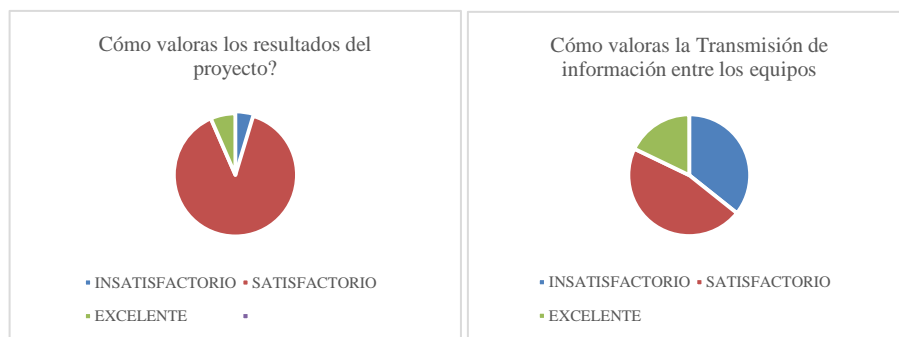 Cómo valoras los resultados del
proyecto?
INSATISFACTORIO
SATISFACTORIO
EXCELENTE
Cómo valoras la Transmisión de
información entre los equipos
INSATISFACTORIO
SATISFACTORIO
EXCELENTE